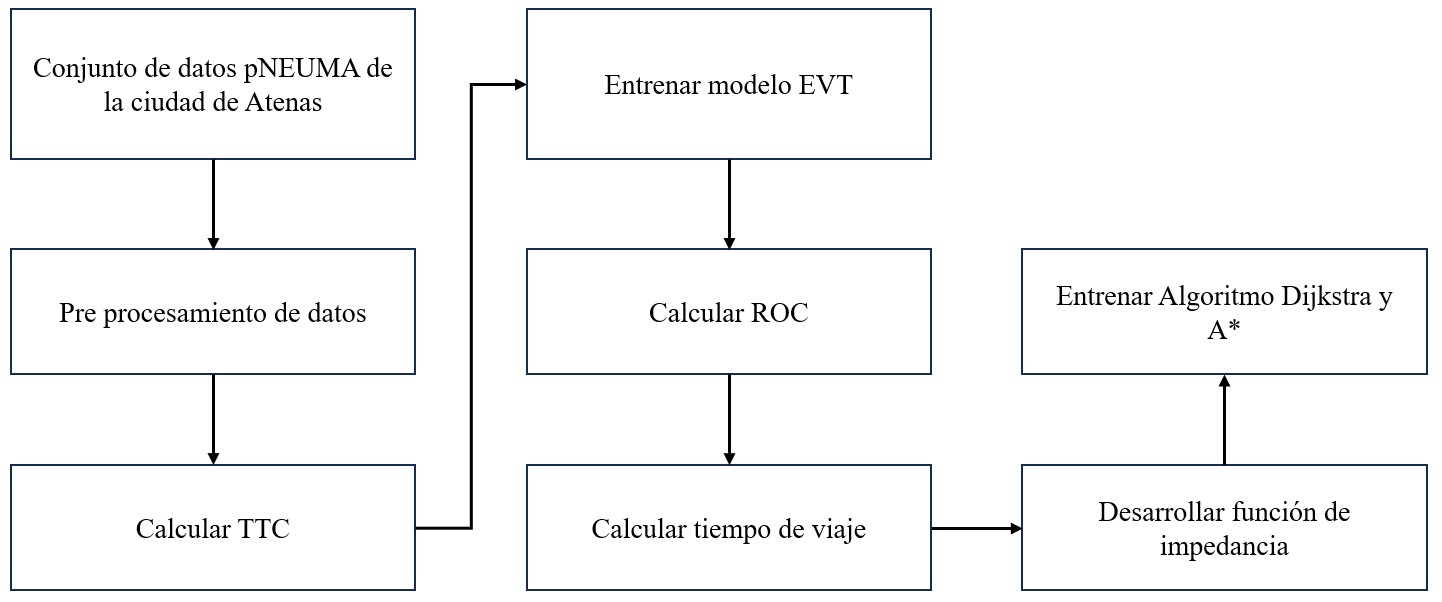 Conjunto de datos pNEUMA de
la ciudad de Atenas
Pre procesamiento de datos
Calcular TTC
Entrenar modelo EVT
Calcular ROC
Calcular tiempo de viaje
Desarrollar función de
impedancia
Entrenar Algoritmo Dijkstra y
A*